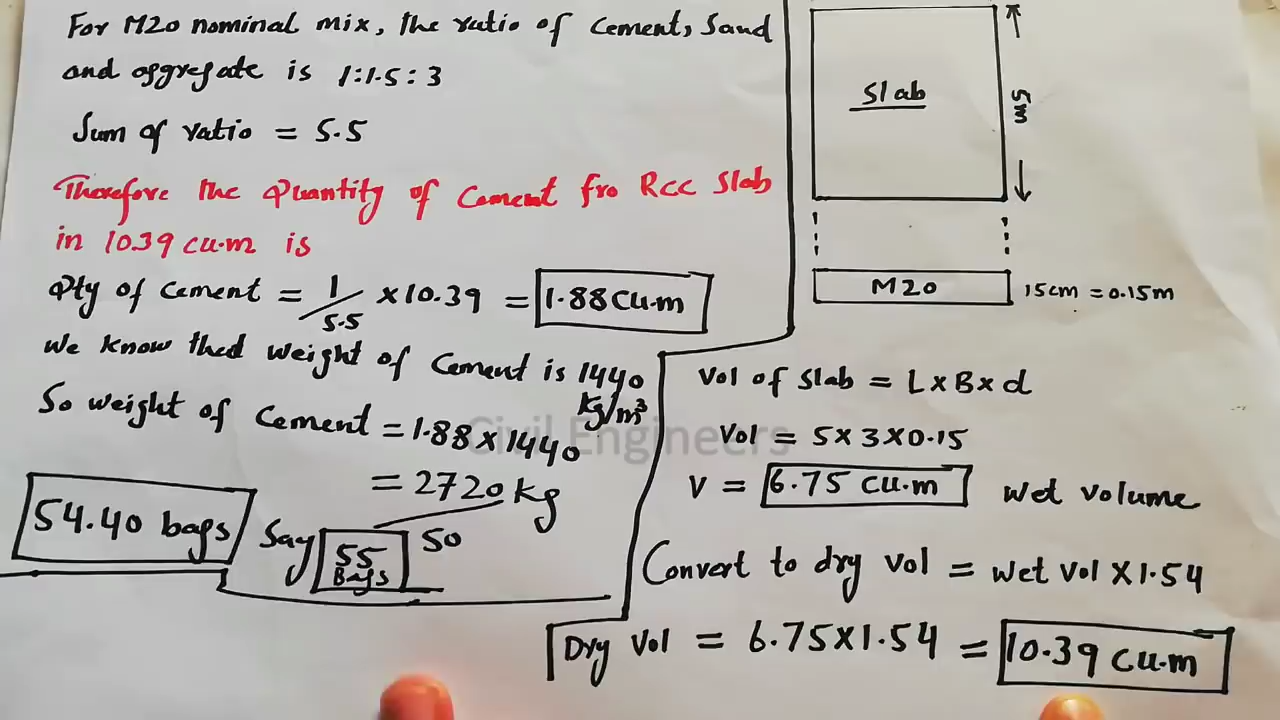 For M20 nominal mix, the ratio of cement, Sand
and aggregate is 1:1.5:3
Sum of ratio = 5.5
Therefore the Quantity of Cement fro RCC Slab
in 10.39 cu.m is
Qty of cement = 1/5.5 × 10.39 = 1.88 cu.m
We know thed weight of Cement is 1440
kg/m³
So weight of Cement = 1.88 × 1440
= 2720 kg
50
54.40 bags
Say 55
Bags
Slab
5m
M20
15cm = 0.15m
Vol of Slab = L×B×d
Vol = 5×3×0.15
V = 6.75 cu.m wet volume
Convert to dry vol = wet vol × 1.54
Dry Vol = 6.75×1.54 = 10.39 cu.m
Civil Engineers